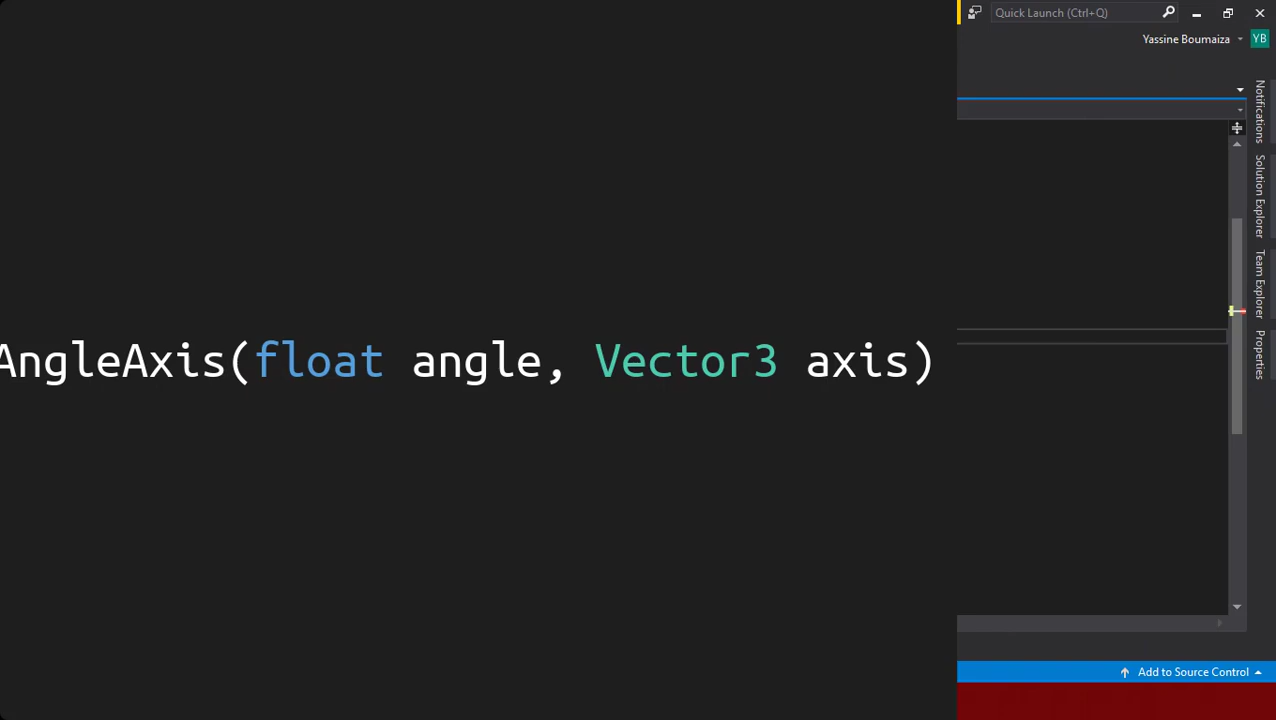 Quick Launch (Ctrl+Q)
Yassine Boumaiza
YB
Notifications
Solution Explorer
Team Explorer
Properties
AngleAxis(float angle, Vector3 axis)
Add to Source Control